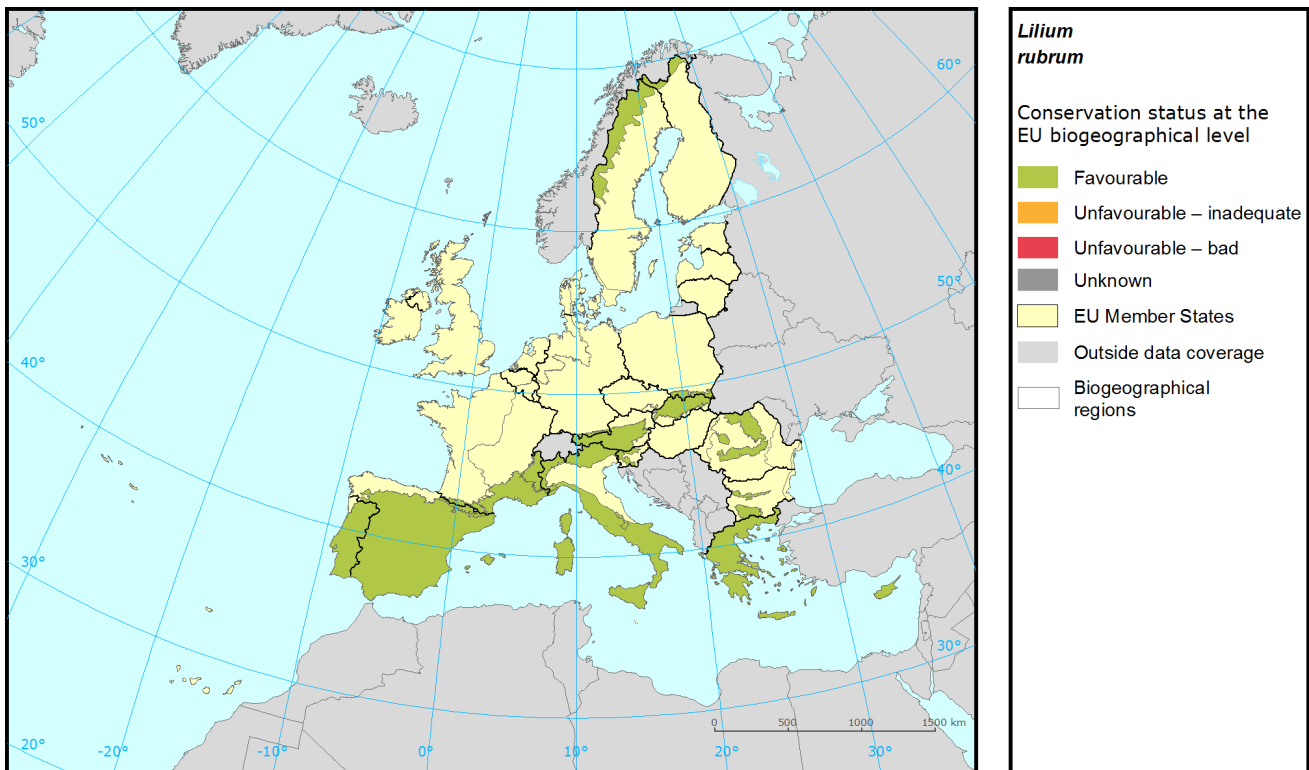 60°
50°
50°
40°
40°
30°
30°
20°
-20°
-10°
0°
10°
20°
30°
0 500 1000 1500 km
Lilium
rubrum
Conservation status at the
EU biogeographical level
Favourable
Unfavourable – inadequate
Unfavourable – bad
Unknown
EU Member States
Outside data coverage
Biogeographical
regions